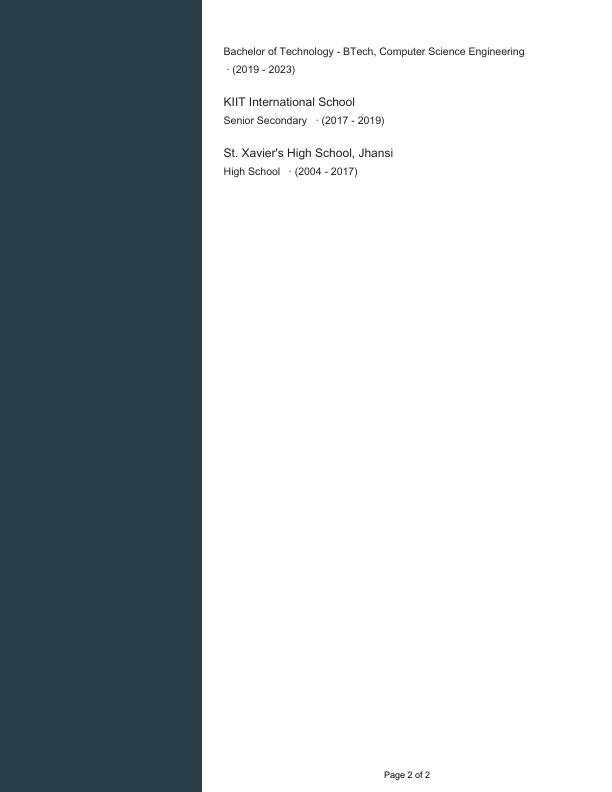 Bachelor of Technology - BTech, Computer Science Engineering
· (2019 - 2023)
KIIT International School
Senior Secondary · (2017 - 2019)
St. Xavier's High School, Jhansi
High School · (2004 - 2017)
Page 2 of 2